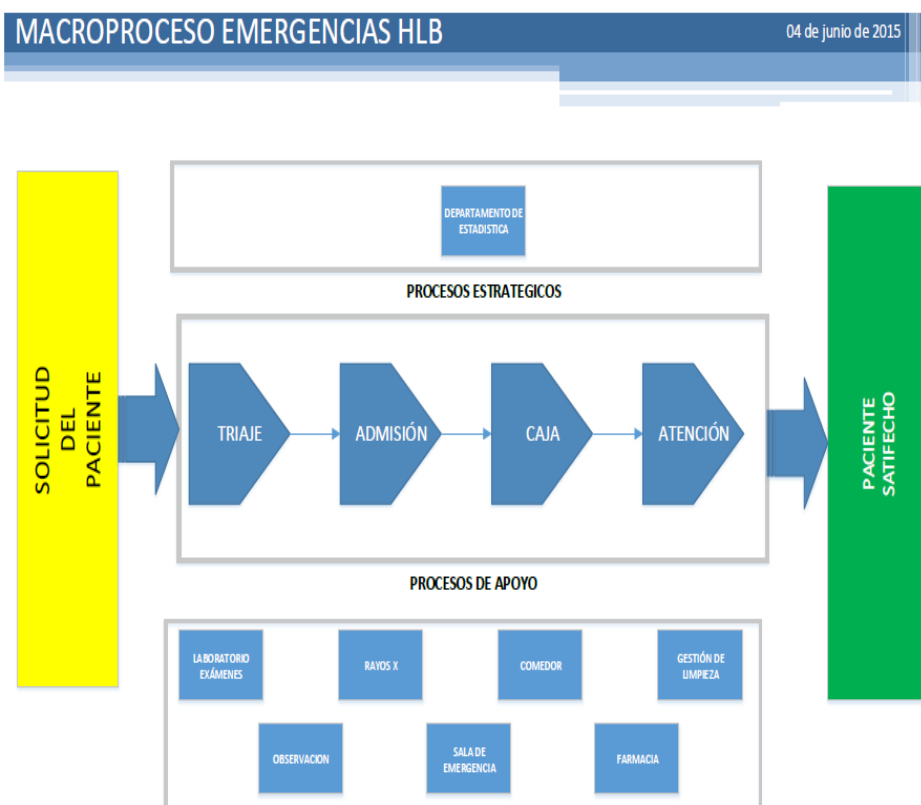 MACROPROCESO EMERGENCIAS HLB
04 de junio de 2015
DEPARTAMENTO DE
ESTADISTICA
PROCESOS ESTRATEGICOS
SOLICITUD
DEL
PACIENTE
TRIAJE
ADMISIÓN
CAJA
ATENCIÓN
PACIENTE
SATIFECHO
PROCESOS DE APOYO
LABORATORIO
EXÁMENES
RAYOS X
COMEDOR
GESTIÓN DE
LIMPIEZA
OBSERVACION
SALA DE
EMERGENCIA
FARMACIA